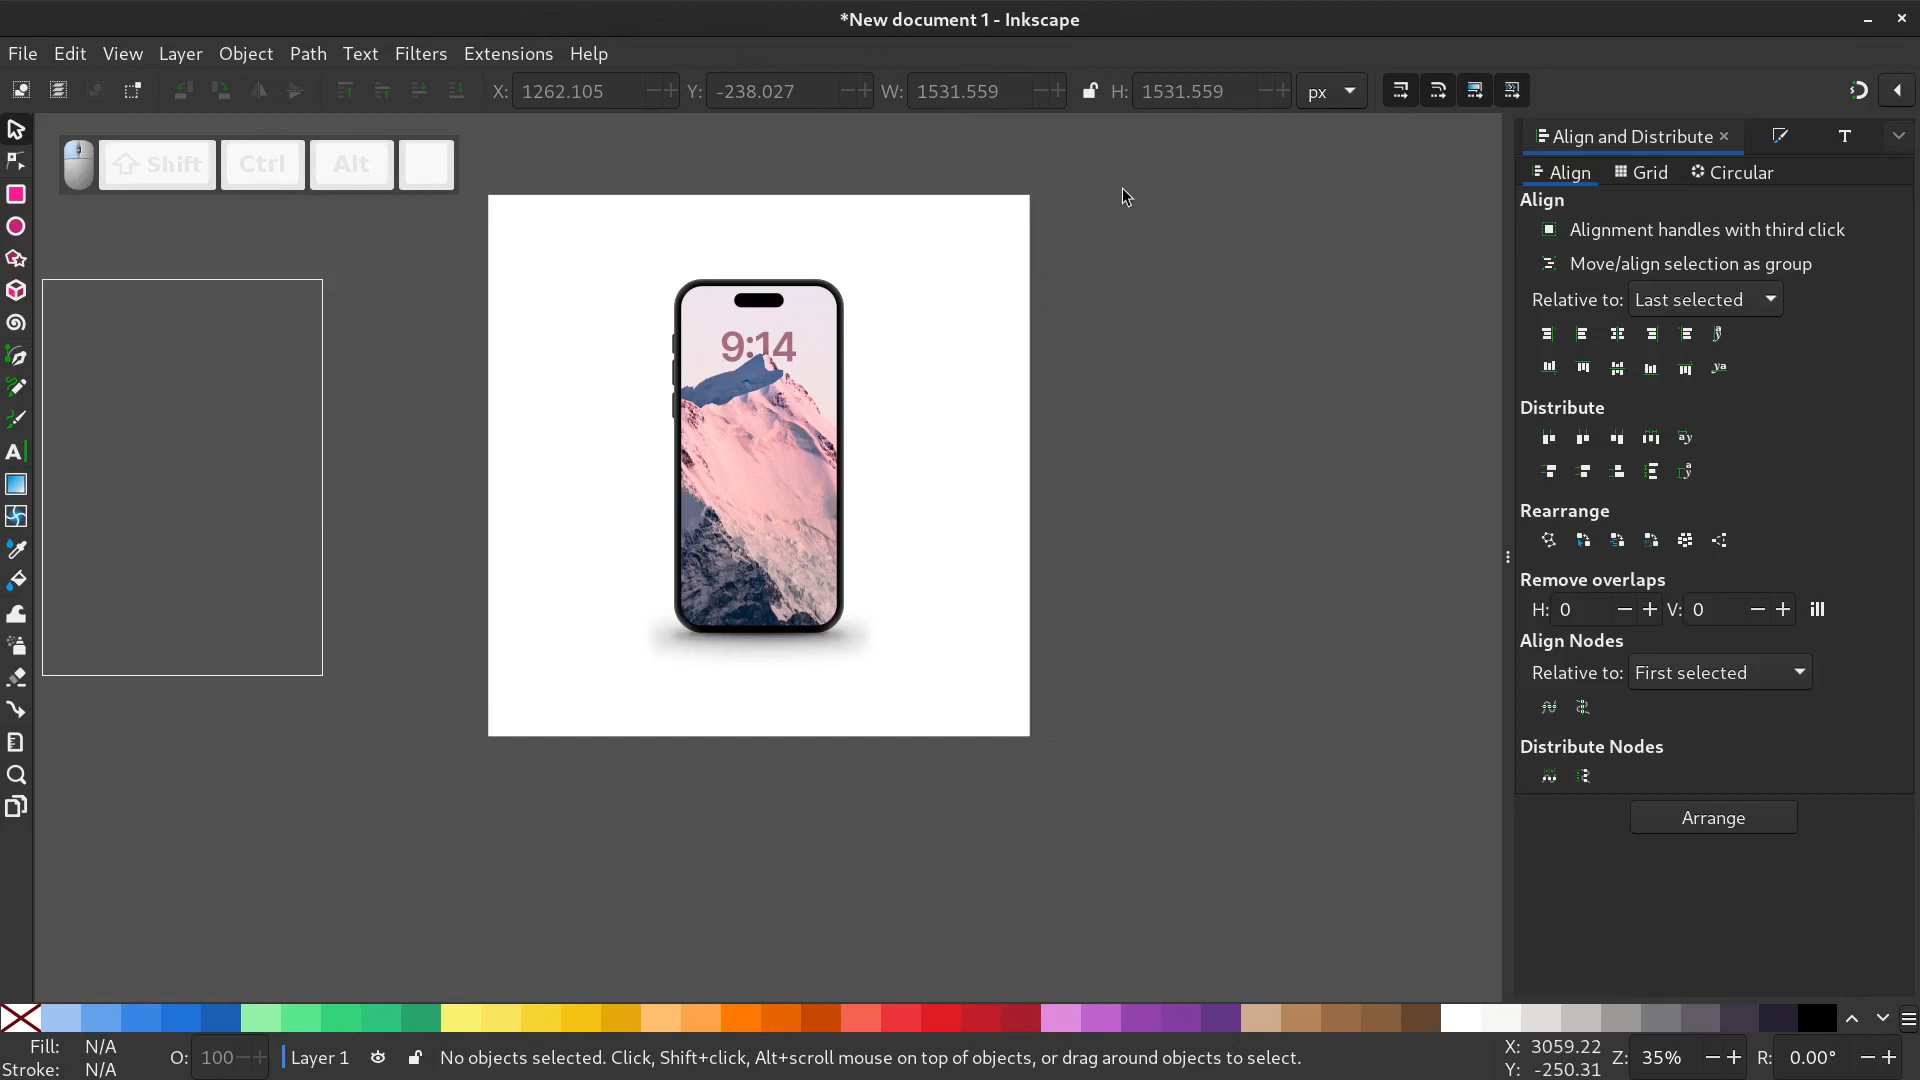 *New document 1 - Inkscape
File Edit View Layer Object Path Text Filters Extensions Help
X: 1262.105 Y: -238.027 W: 1531.559 H: 1531.559 px
Shift Ctrl Alt
Align and Distribute
Align Grid Circular
Align
Alignment handles with third click
Move/align selection as group
Relative to: Last selected
9:14
Distribute
Rearrange
Remove overlaps
H: 0 V: 0
Align Nodes
Relative to: First selected
Distribute Nodes
Arrange
Fill: N/A
Stroke: N/A
O: 100
Layer 1
No objects selected. Click, Shift+click, Alt+scroll mouse on top of objects, or drag around objects to select.
X: 3059.22
Y: -250.31
Z: 35%
R: 0.00°